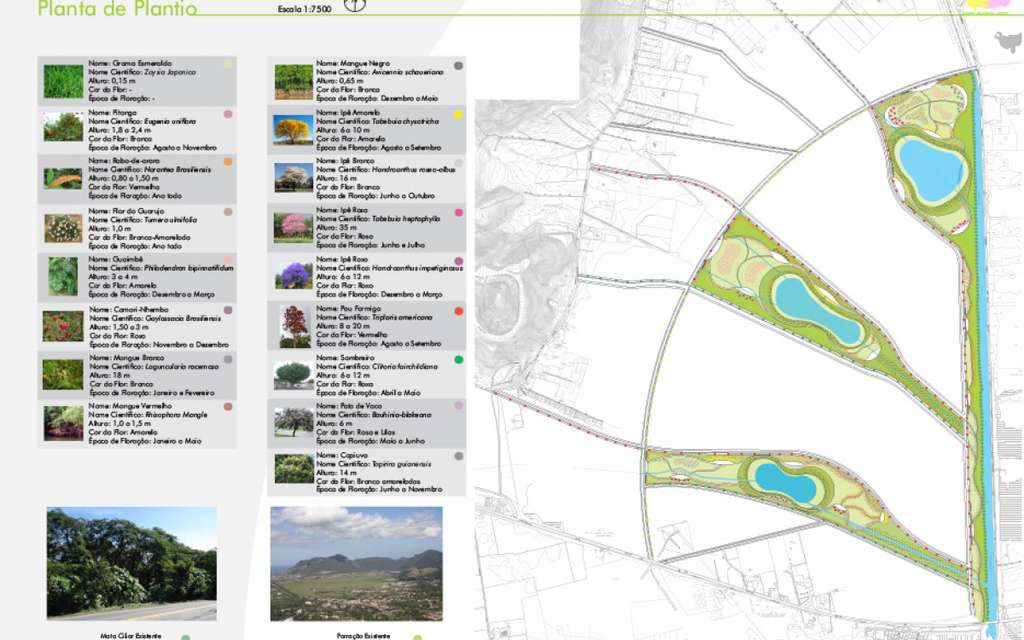 Planta de Plantio
Escala 1:7500
Nome: Grama Esmeralda
Nome Científico: Zoysia Japonica
Altura: 0,15 m
Cor da Flor: -
Época de Floração: -
Nome: Pitanga
Nome Científico: Eugenia uniflora
Altura: 1,8 a 2,4 m
Cor da Flor: Branca
Época de Floração: Agosto a Novembro
Nome: Rabo-de-arara
Nome Científico: Norantea Brasiliensis
Altura: 0,80 a 1,50 m
Cor da Flor: Vermelha
Época de Floração: Ano todo
Nome: Flor do Guarujo
Nome Científico: Turnera ulmifolia
Altura: 1,0 m
Cor da Flor: Branca-Amarelada
Época de Floração: Ano todo
Nome: Guaimbê
Nome Científico: Philodendron bipinnatifidum
Altura: 3 a 4 m
Cor da Flor: Amarela
Época de Floração: Dezembro a Março
Nome: Camari-Nhemba
Nome Científico: Gaylassacia Brasiliensis
Altura: 1,50 a 3 m
Cor da Flor: Rosa
Época de Floração: Novembro a Dezembro
Nome: Mangue Branco
Nome Científico: Laguncularia racemosa
Altura: 18 m
Cor da Flor: Branca
Época de Floração: Janeiro e Fevereiro
Nome: Mangue Vermelho
Nome Científico: Rhizophora Mangle
Altura: 1,0 a 1,5 m
Cor da Flor: Amarela
Época de Floração: Janeiro a Maio
Nome: Mangue Negro
Nome Científico: Avicennia schaueriana
Altura: 0,65 m
Cor da Flor: Branca
Época de Floração: Dezembro a Maio
Nome: Ipê Amarelo
Nome Científico: Tabebuia chysotricha
Altura: 6 a 10 m
Cor da Flor: Amarelo
Época de Floração: Agosto a Setembro
Nome: Ipê Branco
Nome Científico: Handroanthus roseo-albus
Altura: 16 m
Cor da Flor: Branco
Época de Floração: Junho a Outubro
Nome: Ipê Rosa
Nome Científico: Tabebuia heptophylla
Altura: 35 m
Cor da Flor: Rosa
Época de Floração: Junho e Julho
Nome: Ipê Roxo
Nome Científico: Handroanthus impetiginosus
Altura: 6 a 12 m
Cor da Flor: Roxo
Época de Floração: Dezembro a Março
Nome: Pau Formiga
Nome Científico: Triplaris americana
Altura: 8 a 20 m
Cor da Flor: Vermelha
Época de Floração: Agosto a Setembro
Nome: Sombreiro
Nome Científico: Clitoria fairchildiana
Altura: 6 a 12 m
Cor da Flor: Roxa
Época de Floração: Abril a Maio
Nome: Pata de Vaca
Nome Científico: Bauhinia-blakeana
Altura: 6 m
Cor da Flor: Rosa e Lilas
Época de Floração: Maio a Junho
Nome: Capiuva
Nome Científico: Tapirira guianensis
Altura: 14 m
Cor da Flor: Branca amareladas
Época de Floração: Junho a Novembro
Mata Ciliar Existente
Forração Existente